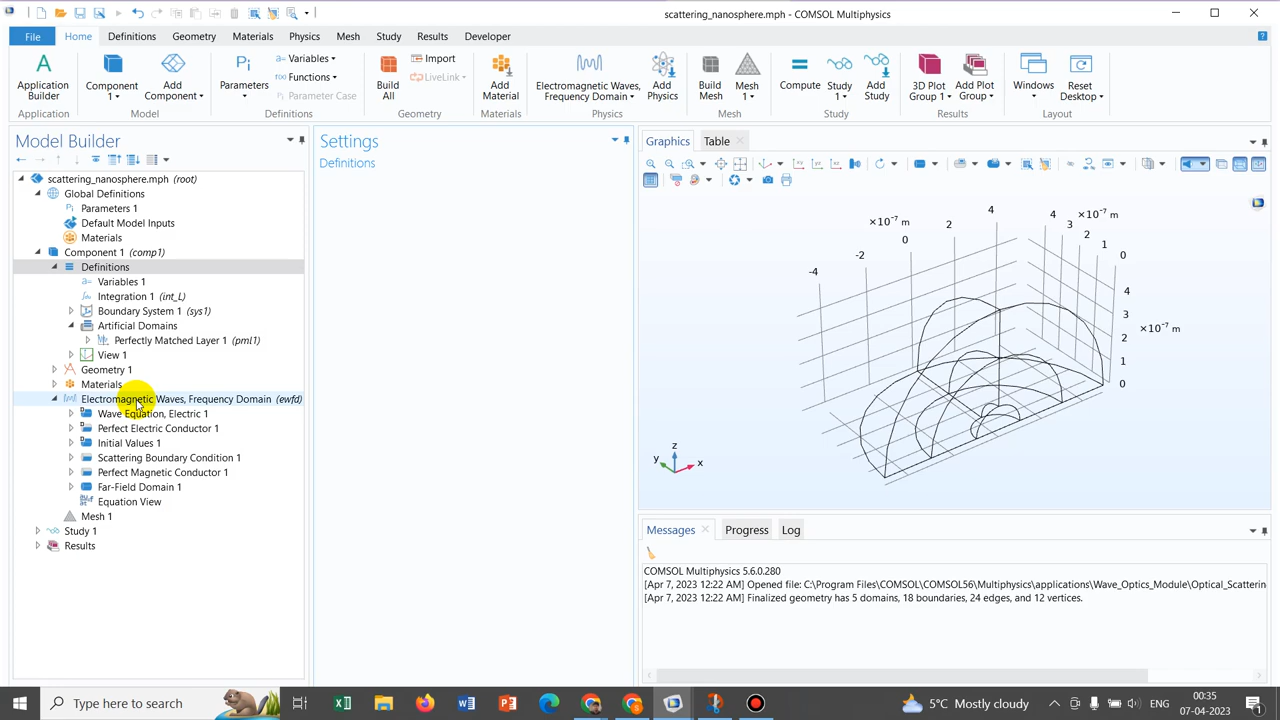 scattering_nanosphere.mph - COMSOL Multiphysics
File Home Definitions Geometry Materials Physics Mesh Study Results Developer
Application Builder
Component 1
Add Component
Parameters
Variables
Functions
Parameter Case
Build All
Import
LiveLink
Add Material
Electromagnetic Waves, Frequency Domain
Add Physics
Build Mesh
Mesh 1
Compute
Study 1
Add Study
3D Plot Group 1
Add Plot Group
Windows
Reset Desktop
Application Model Definitions Geometry Materials Physics Mesh Study Results Layout
Model Builder
scattering_nanosphere.mph (root)
Global Definitions
Parameters 1
Default Model Inputs
Materials
Component 1 (comp1)
Definitions
Variables 1
Integration 1 (int_L)
Boundary System 1 (sys1)
Artificial Domains
Perfectly Matched Layer 1 (pml1)
View 1
Geometry 1
Materials
Electromagnetic Waves, Frequency Domain (ewfd)
Wave Equation, Electric 1
Perfect Electric Conductor 1
Initial Values 1
Scattering Boundary Condition 1
Perfect Magnetic Conductor 1
Far-Field Domain 1
Equation View
Mesh 1
Study 1
Results
Settings
Definitions
Graphics Table
×10⁻⁷ m
-4 -2 0 2 4
×10⁻⁷ m
4 3 2 1 0
4
3
2
1
0
×10⁻⁷ m
z
y x
Messages Progress Log
COMSOL Multiphysics 5.6.0.280
[Apr 7, 2023 12:22 AM] Opened file: C:\Program Files\COMSOL\COMSOL56\Multiphysics\applications\Wave_Optics_Module\Optical_Scatterin
[Apr 7, 2023 12:22 AM] Finalized geometry has 5 domains, 18 boundaries, 24 edges, and 12 vertices.
Type here to search
5°C Mostly cloudy
ENG
00:35
07-04-2023